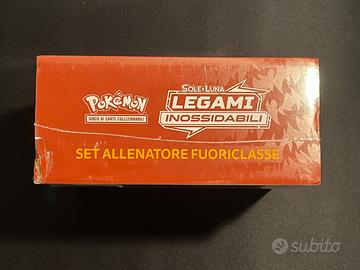 POKéMON
GIOCO DI CARTE COLLEZIONABILI
SOLE E LUNA
LEGAMI
INOSSIDABILI
SET ALLENATORE FUORICLASSE
subito